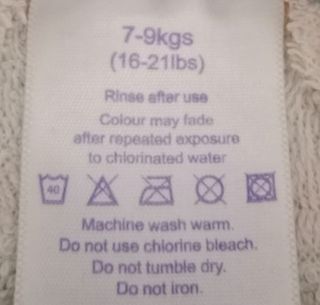 7-9kgs
(16-21lbs)
Rinse after use
Colour may fade
after repeated exposure
to chlorinated water
40
Machine wash warm.
Do not use chlorine bleach.
Do not tumble dry.
Do not iron.